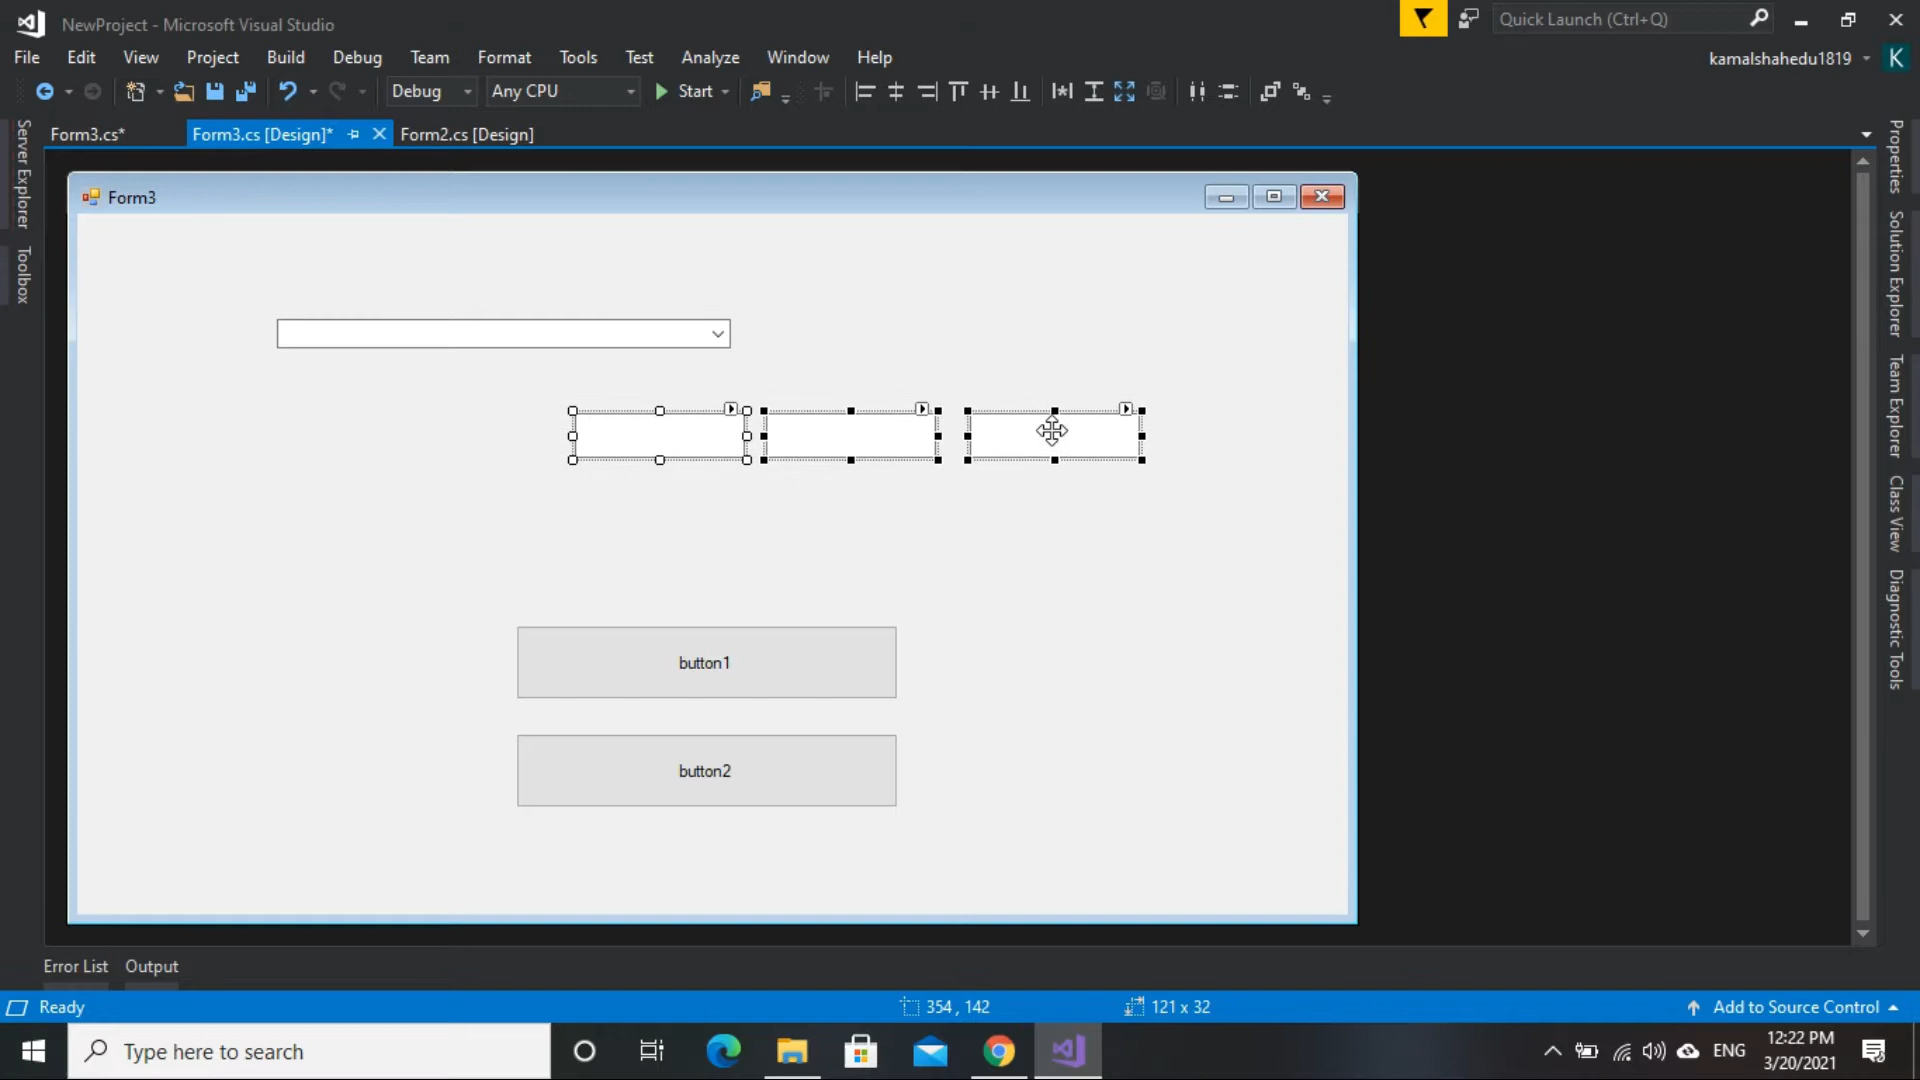 NewProject - Microsoft Visual Studio
Quick Launch (Ctrl+Q)
File Edit View Project Build Debug Team Format Tools Test Analyze Window Help
kamalshahedu1819 K
Debug Any CPU Start
Form3.cs* Form3.cs [Design]* Form2.cs [Design]
Server Explorer
Toolbox
Form3
button1
button2
Properties
Solution Explorer
Team Explorer
Class View
Diagnostic Tools
Error List Output
Ready 354 , 142 121 x 32 Add to Source Control
Type here to search
ENG
12:22 PM
3/20/2021